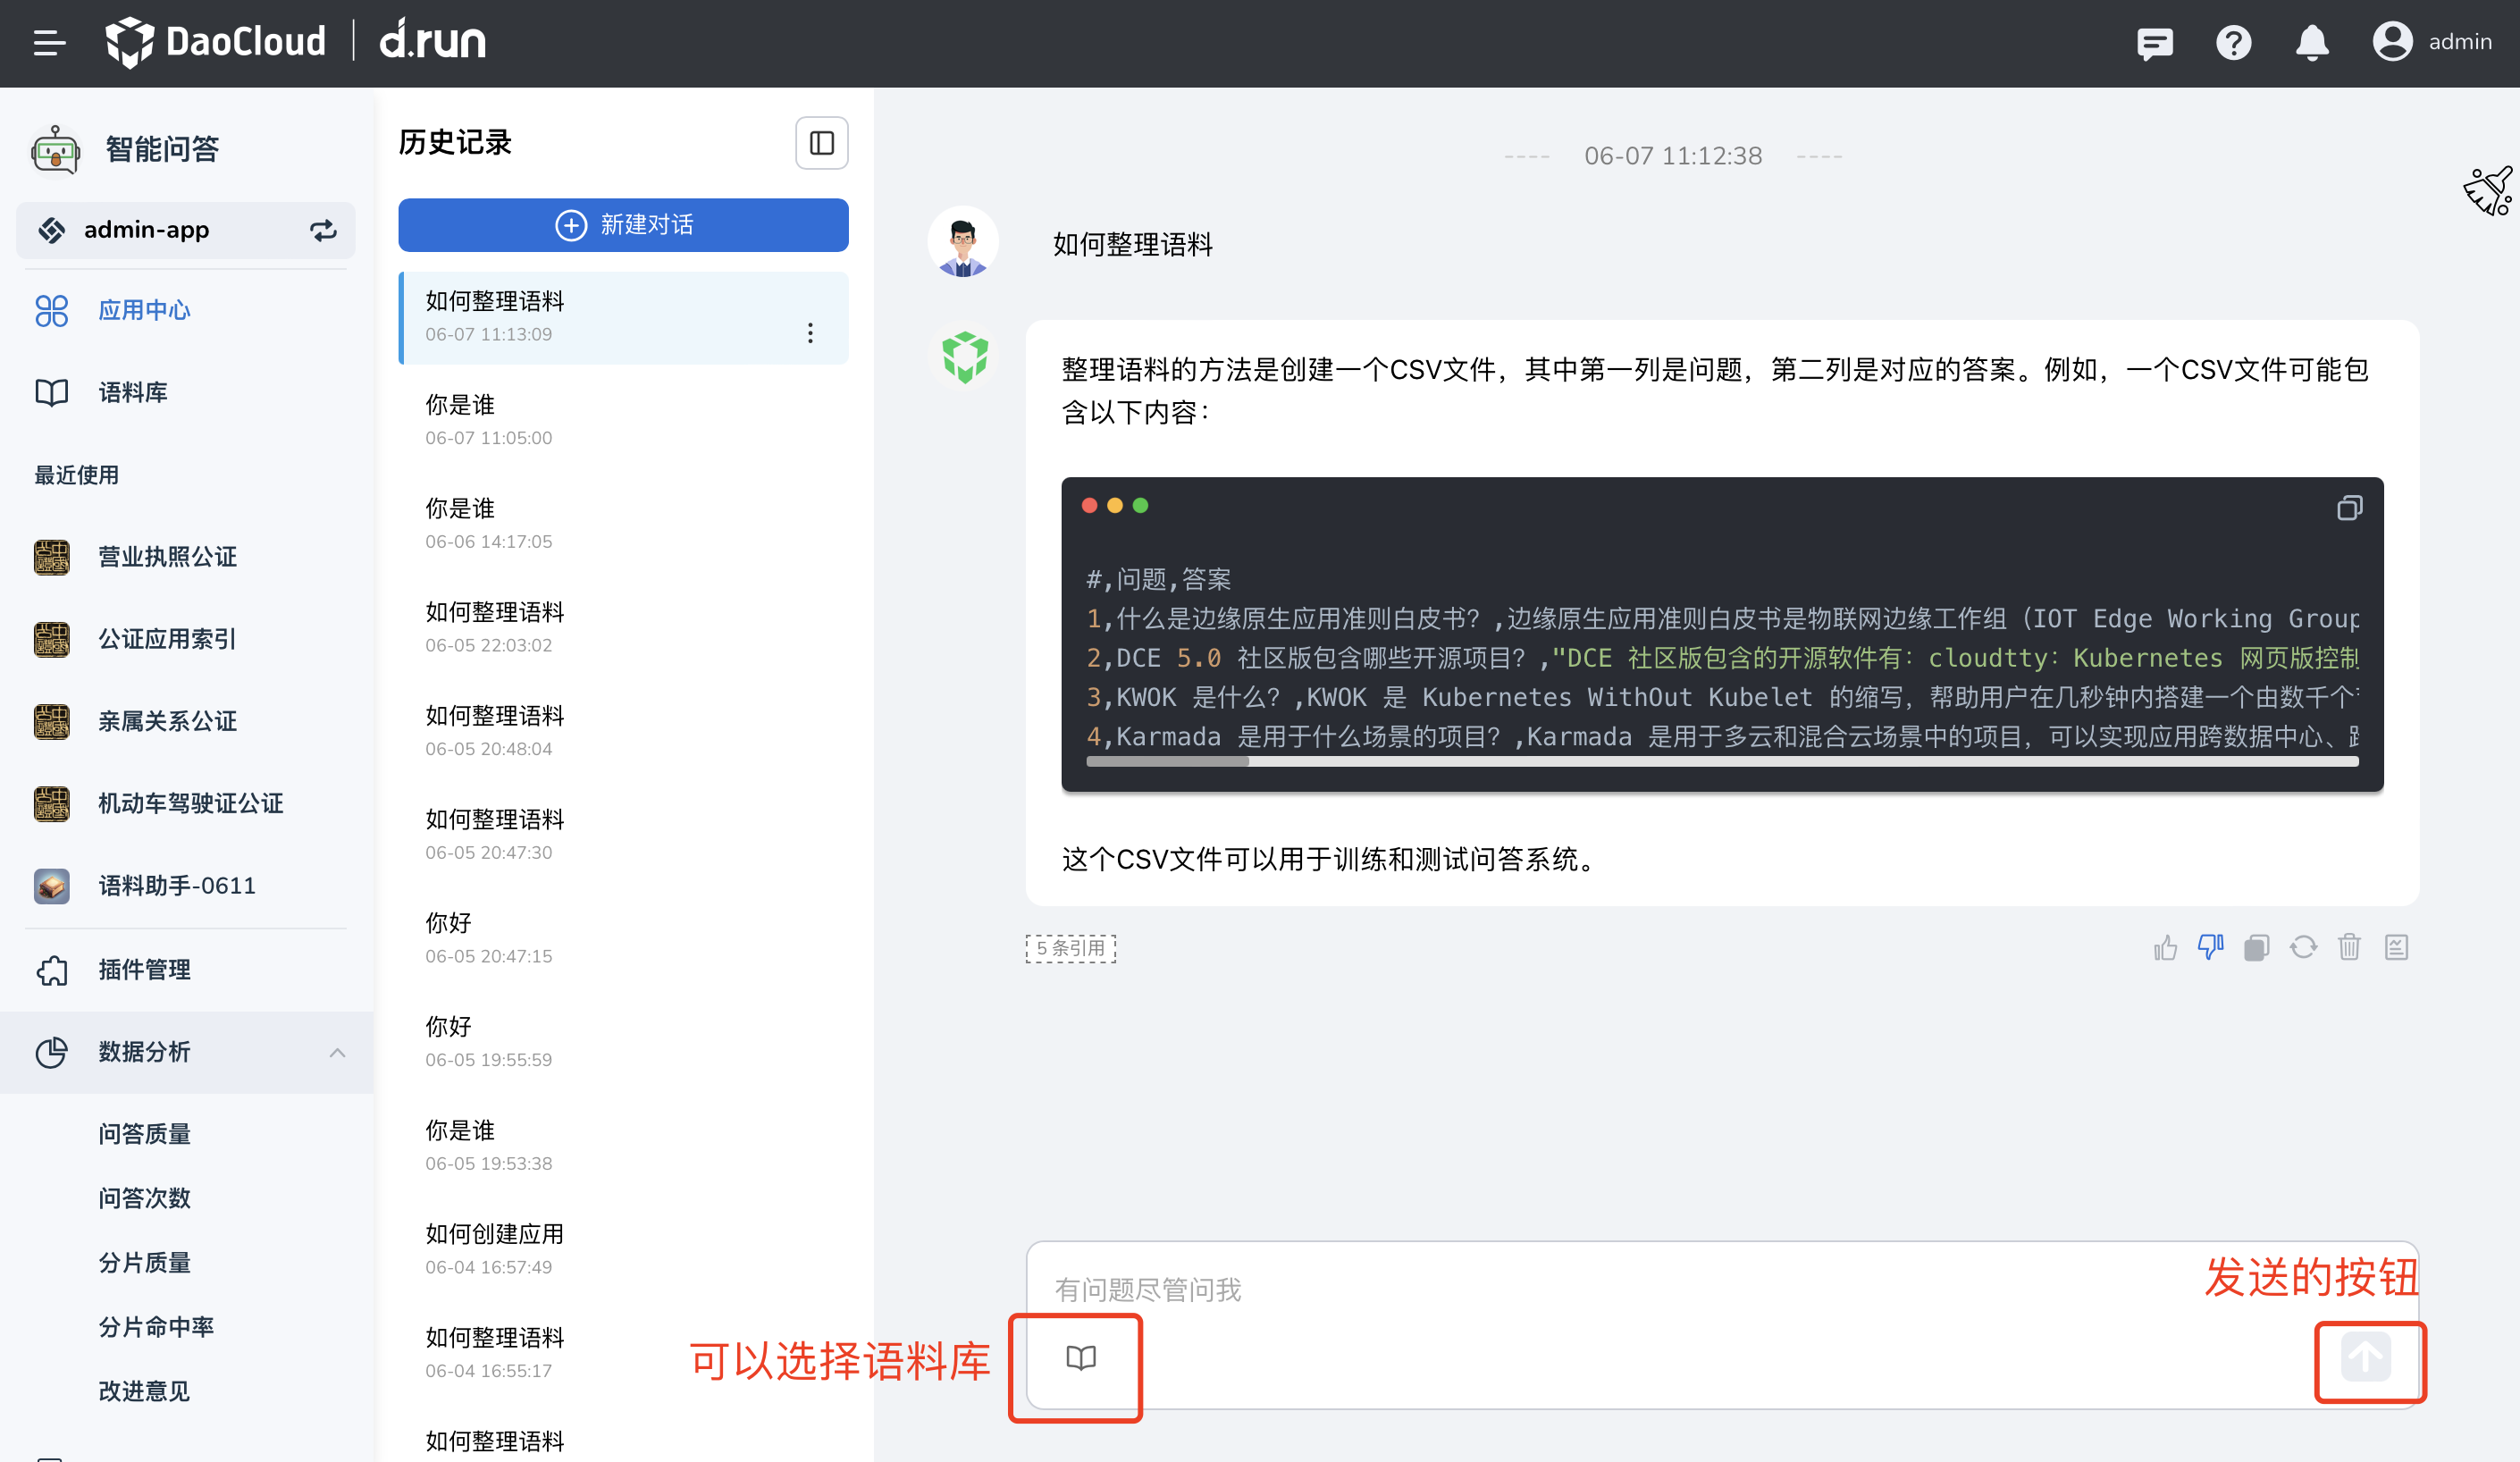 DaoCloud | d.run
admin
智能问答
admin-app
应用中心
语料库
最近使用
营业执照公证
公证应用索引
亲属关系公证
机动车驾驶证公证
语料助手-0611
插件管理
数据分析
问答质量
问答次数
分片质量
分片命中率
改进意见
历史记录
新建对话
如何整理语料
06-07 11:13:09
你是谁
06-07 11:05:00
你是谁
06-06 14:17:05
如何整理语料
06-05 22:03:02
如何整理语料
06-05 20:48:04
如何整理语料
06-05 20:47:30
你好
06-05 20:47:15
你好
06-05 19:55:59
你是谁
06-05 19:53:38
如何创建应用
06-04 16:57:49
如何整理语料
06-04 16:55:17
如何整理语料
---- 06-07 11:12:38 ----
如何整理语料
整理语料的方法是创建一个CSV文件，其中第一列是问题，第二列是对应的答案。例如，一个CSV文件可能包
含以下内容：
#,问题,答案
1,什么是边缘原生应用准则白皮书？,边缘原生应用准则白皮书是物联网边缘工作组（IOT Edge Working Group
2,DCE 5.0 社区版包含哪些开源项目？,"DCE 社区版包含的开源软件有：cloudtty：Kubernetes 网页版控制
3,KWOK 是什么？,KWOK 是 Kubernetes WithOut Kubelet 的缩写，帮助用户在几秒钟内搭建一个由数千个
4,Karmada 是用于什么场景的项目？,Karmada 是用于多云和混合云场景中的项目，可以实现应用跨数据中心、
这个CSV文件可以用于训练和测试问答系统。
5 条引用
有问题尽管问我
发送的按钮
可以选择语料库